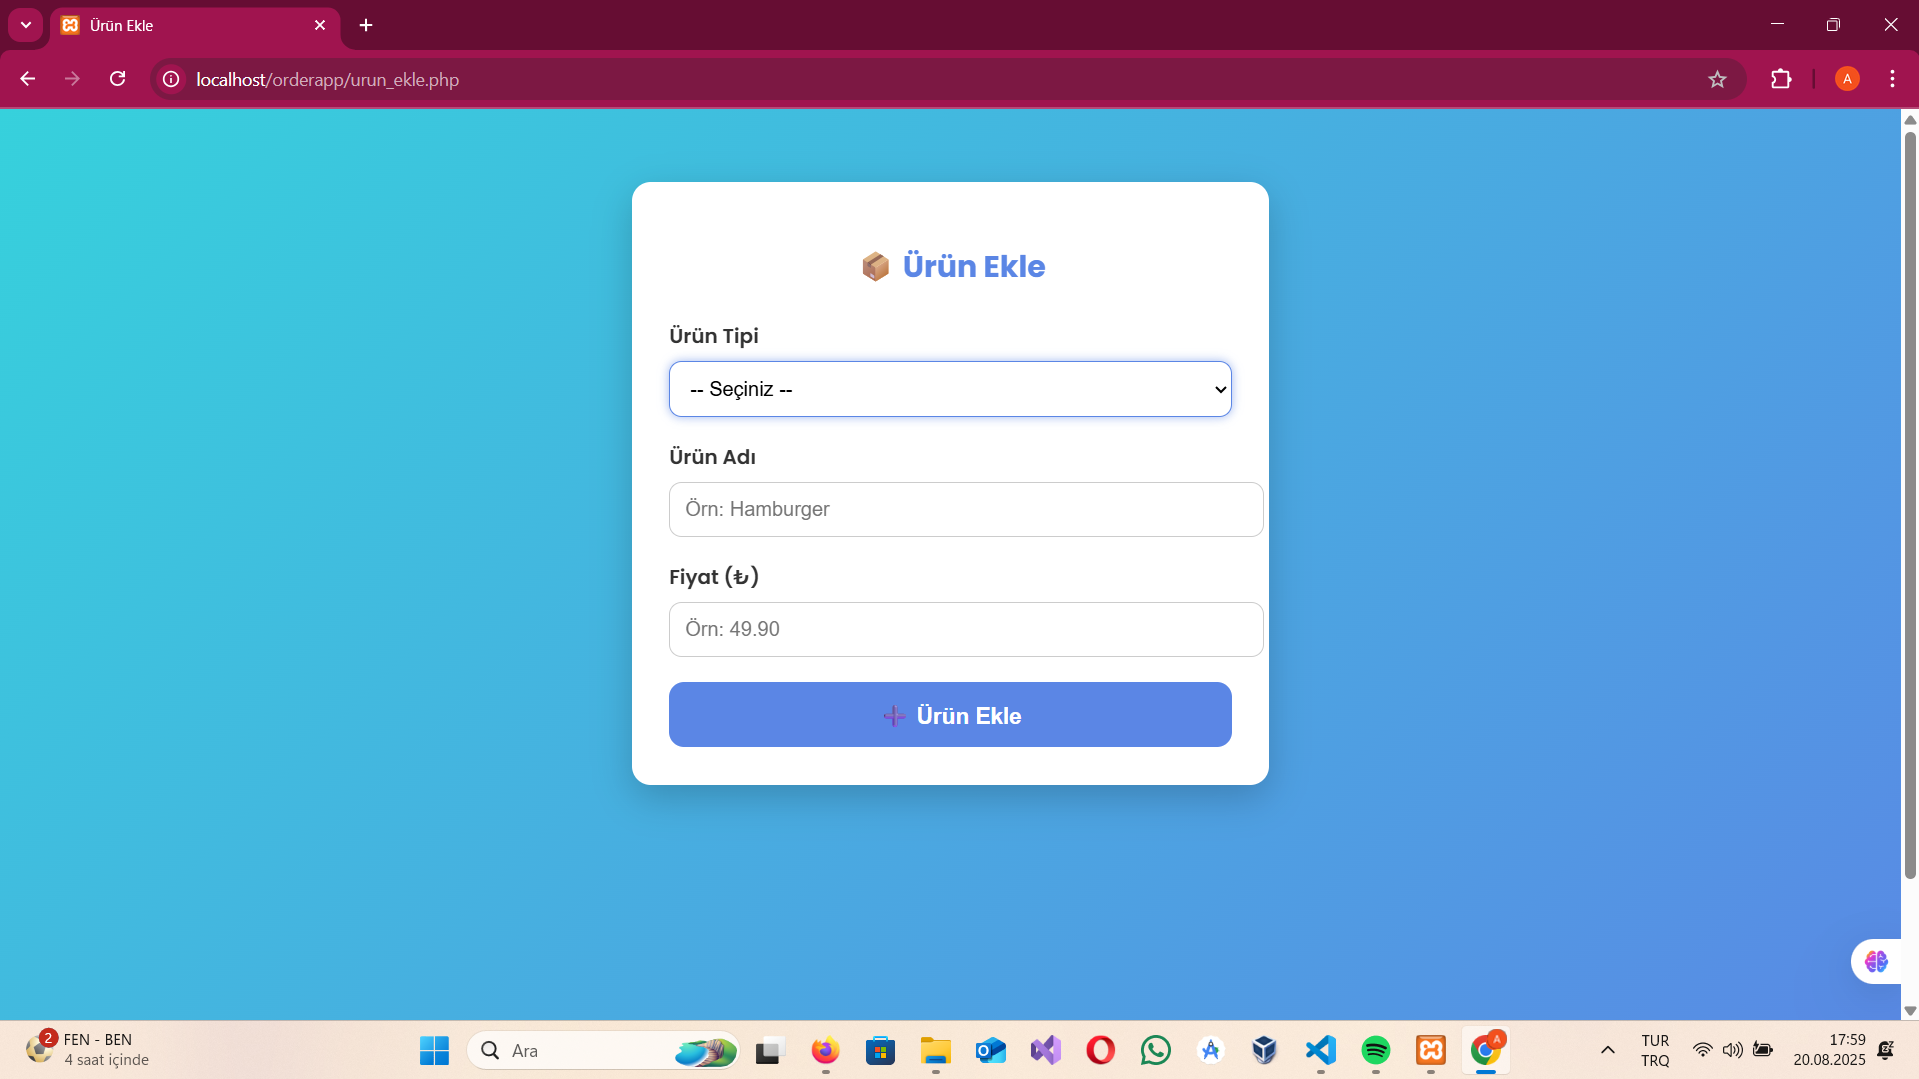 Ürün Ekle
localhost/orderapp/urun_ekle.php
A
Ürün Ekle
Ürün Tipi
-- Seçiniz --
Ürün Adı
Örn: Hamburger
Fiyat (₺)
Örn: 49.90
Ürün Ekle
2
FEN - BEN
4 saat içinde
Ara
A
TUR
TRQ
17:59
20.08.2025